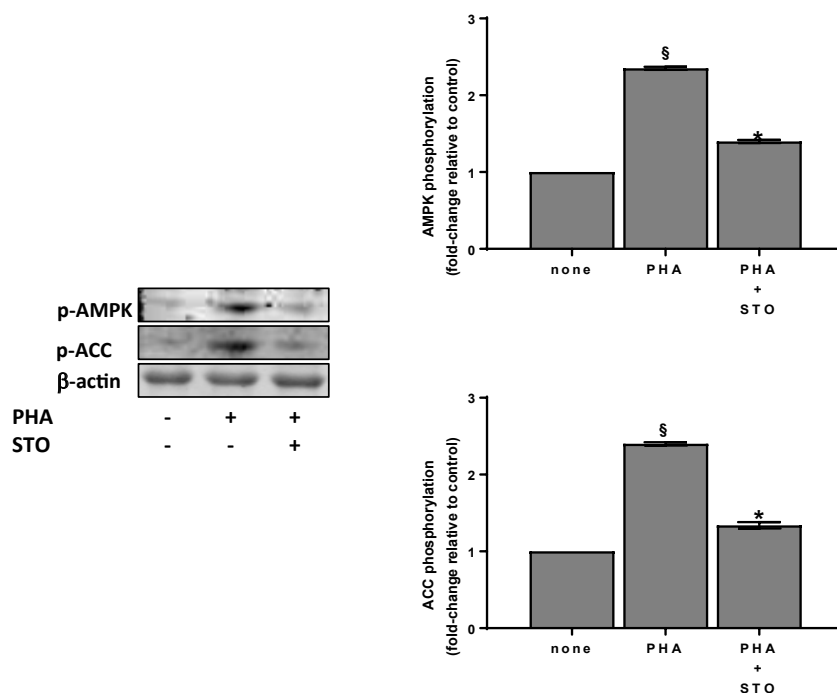 p-AMPK
p-ACC
β-actin
PHA - + +
STO - - +
AMPK phosphorylation
(fold-change relative to control)
3
2
1
0
§
*
none PHA PHA
+
STO
ACC phosphorylation
(fold-change relative to control)
3
2
1
0
§
*
none PHA PHA
+
STO